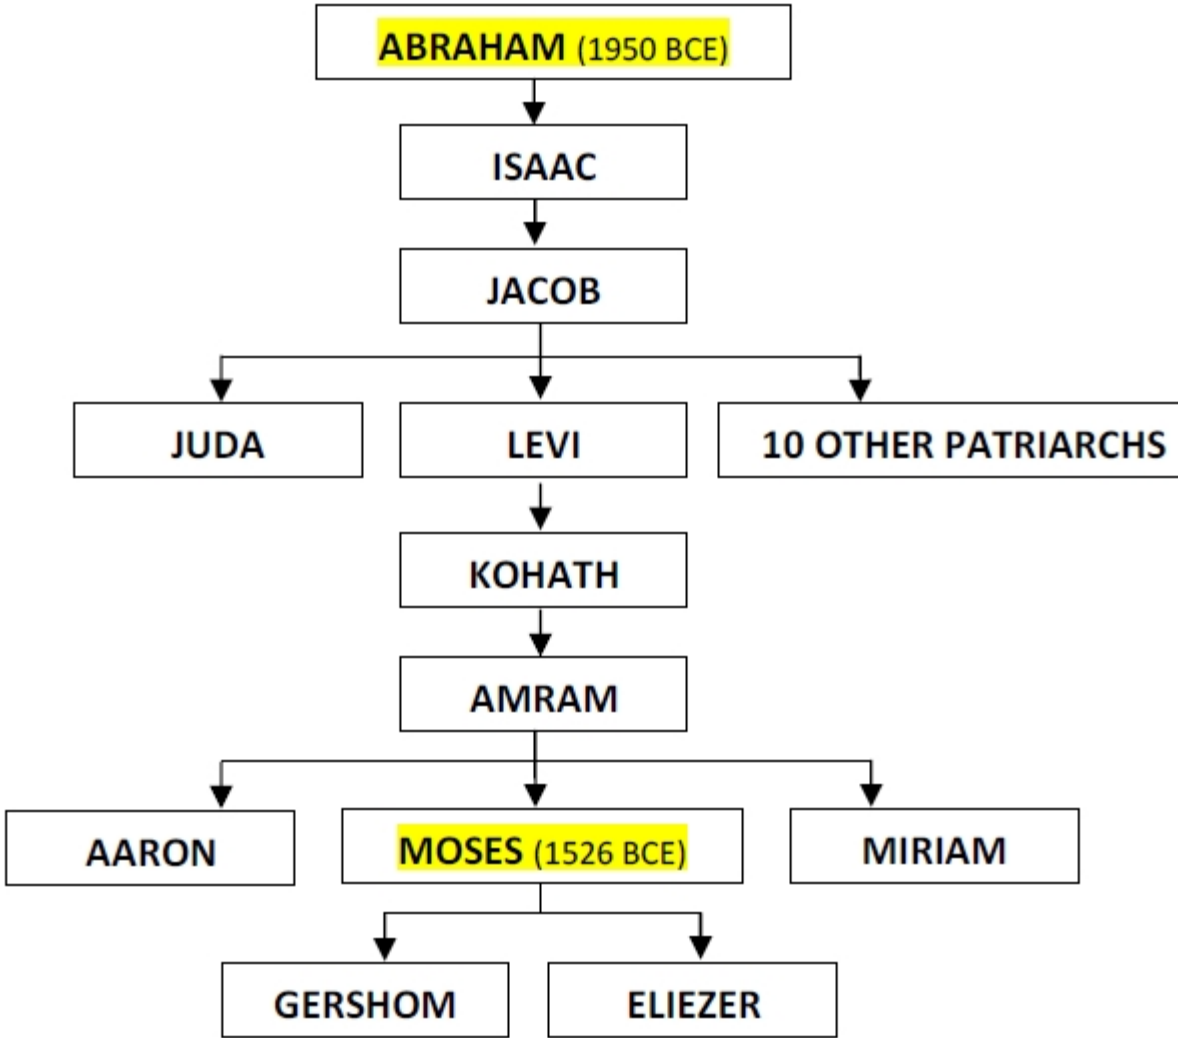 ABRAHAM (1950 BCE)
ISAAC
JACOB
JUDA
LEVI
10 OTHER PATRIARCHS
KOHATH
AMRAM
AARON
MOSES (1526 BCE)
MIRIAM
GERSHOM
ELIEZER